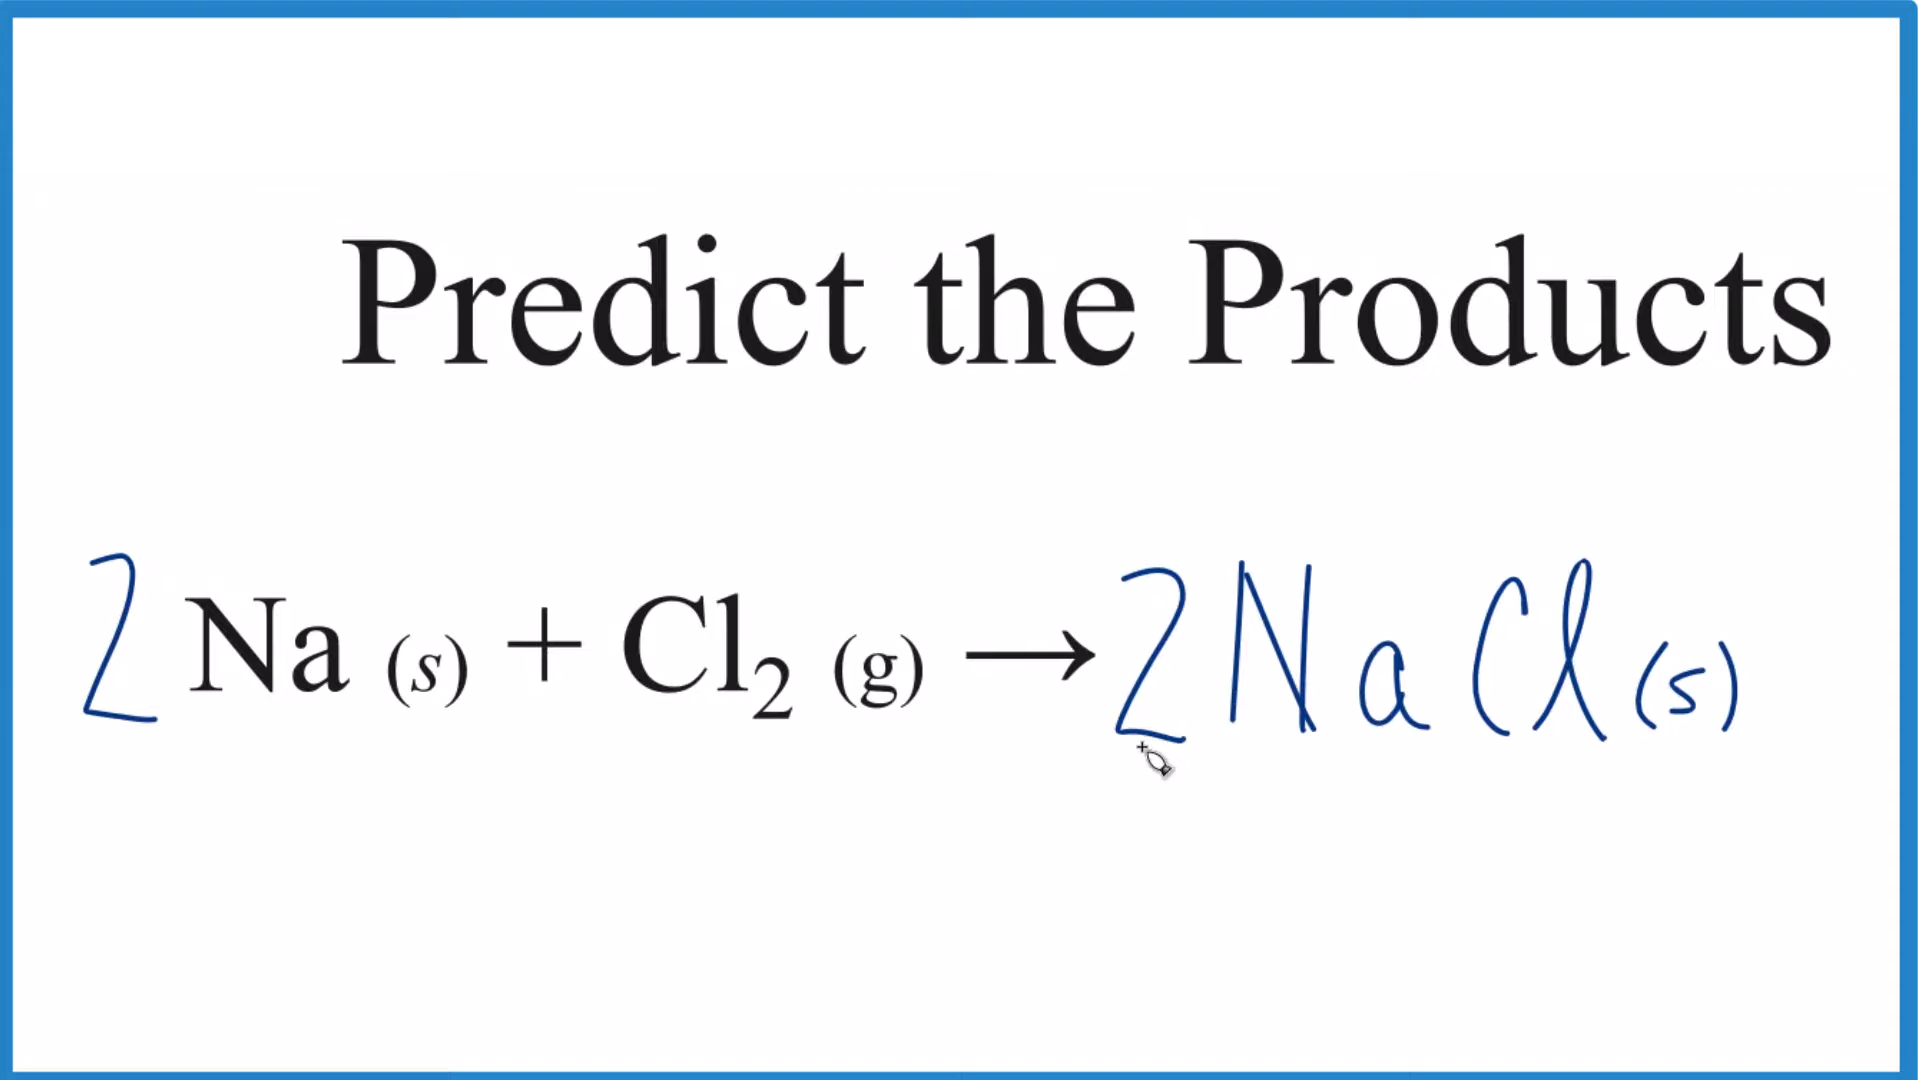 Predict the Products
2 Na (s) + Cl₂ (g) → 2 NaCl (s)